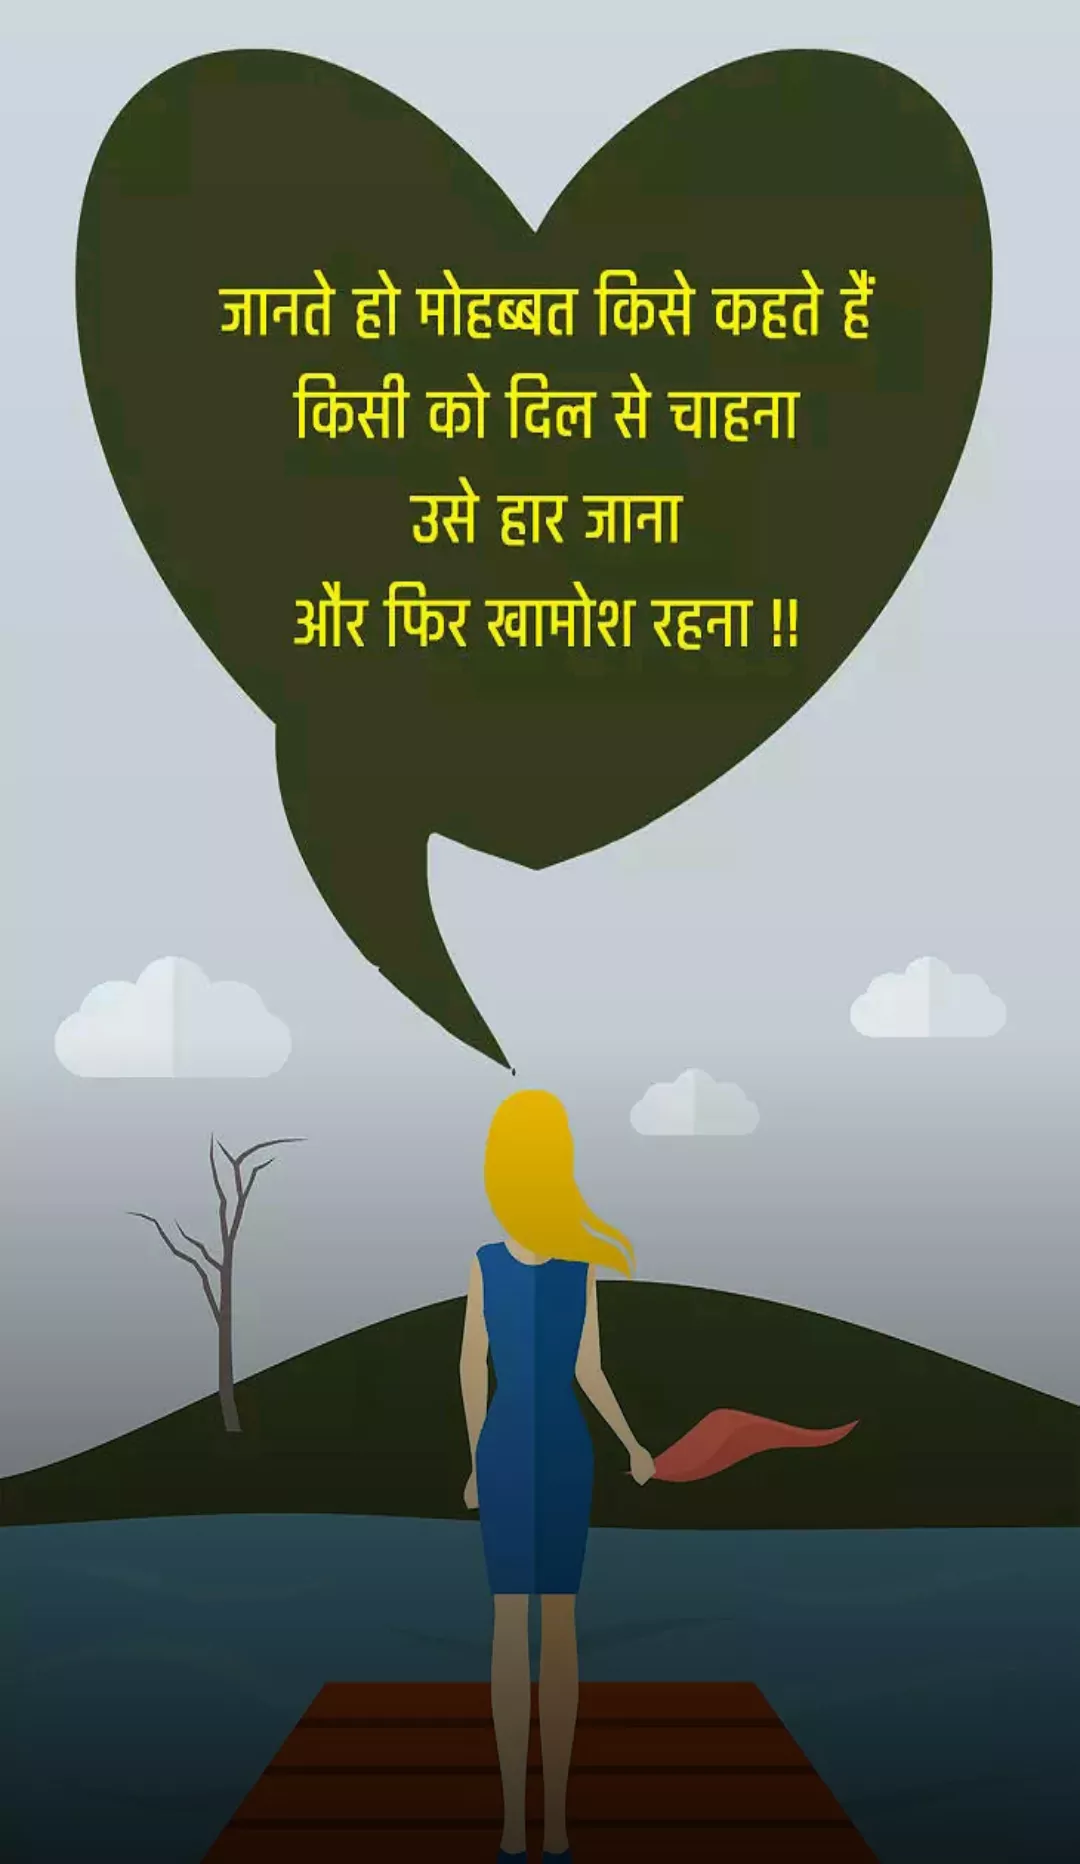 जानते हो मोहब्बत किसे कहते हैं
किसी को दिल से चाहना
उसे हार जाना
और फिर खामोश रहना !!